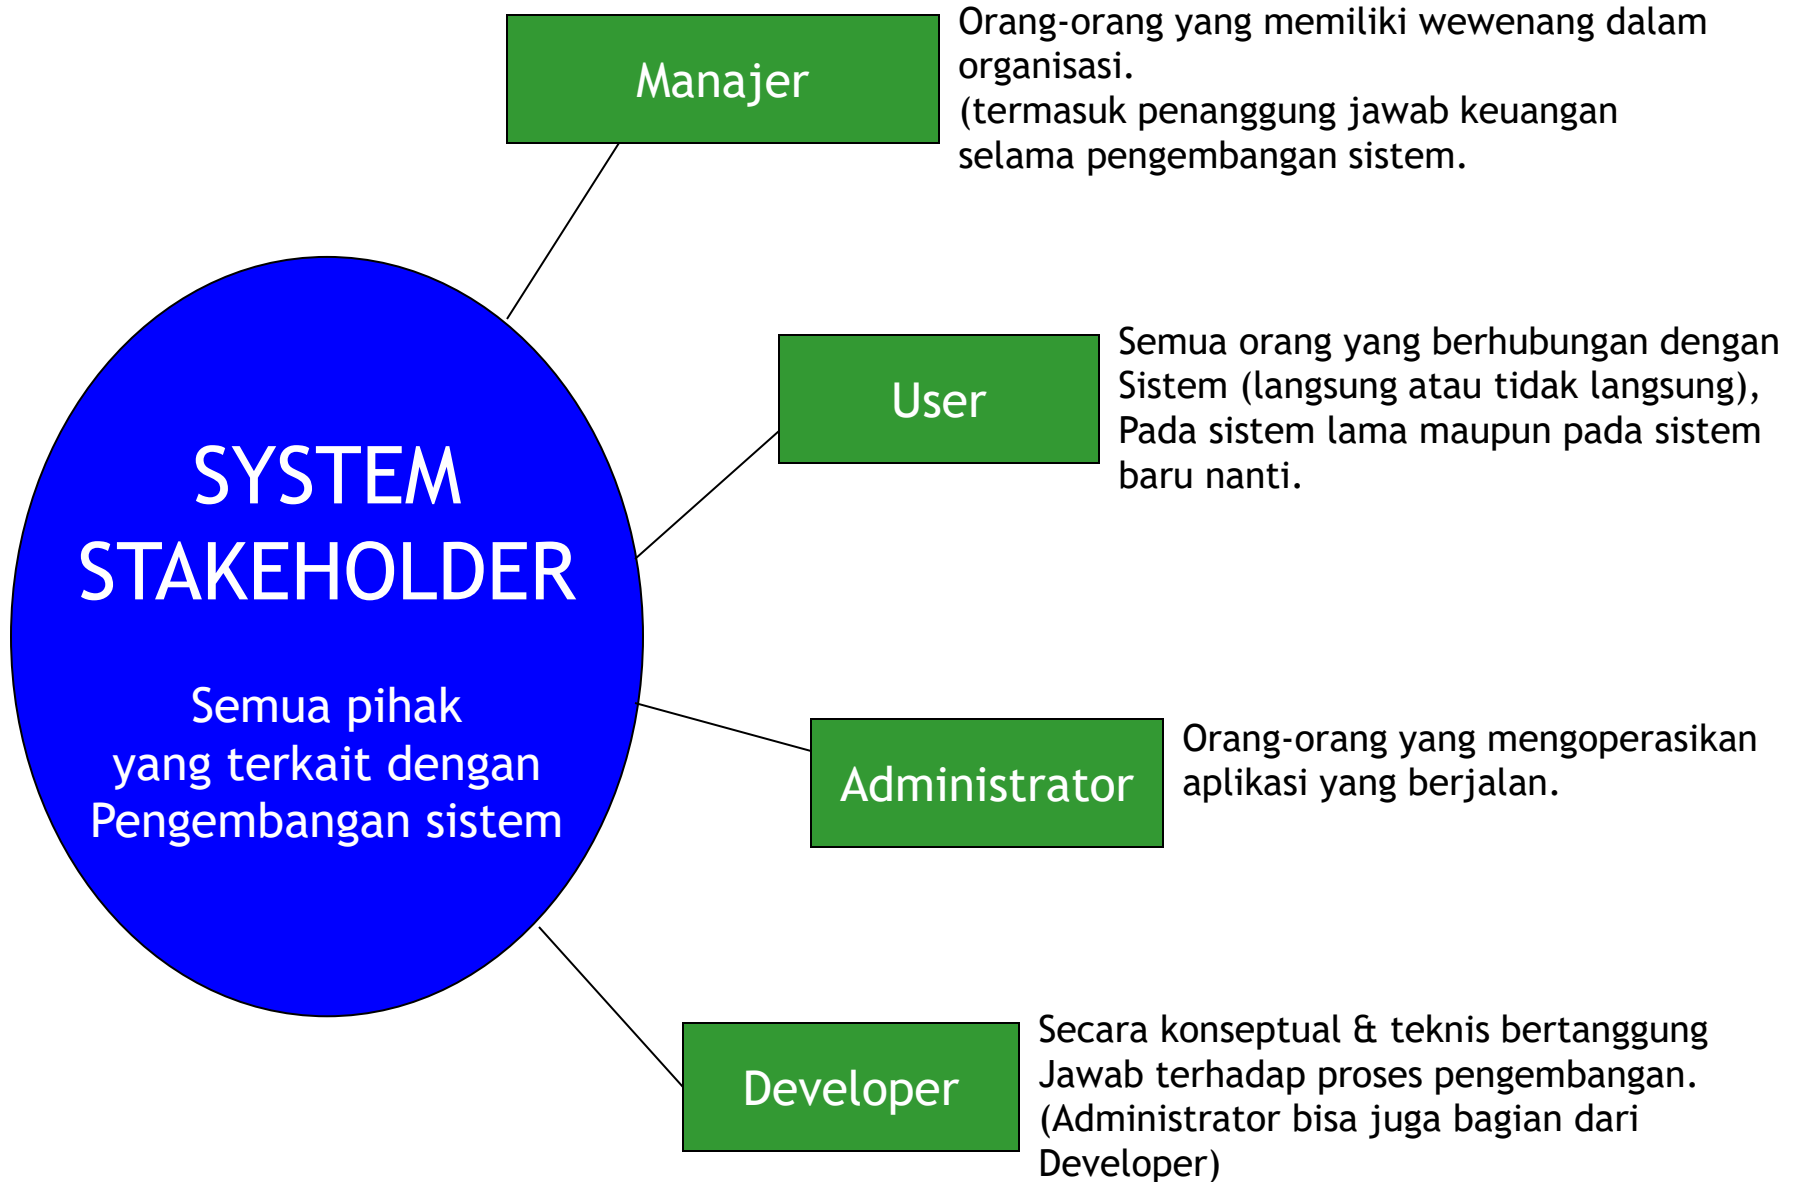 Manajer
Orang-orang yang memiliki wewenang dalam
organisasi.
(termasuk penanggung jawab keuangan
selama pengembangan sistem.
User
Semua orang yang berhubungan dengan
Sistem (langsung atau tidak langsung),
Pada sistem lama maupun pada sistem
baru nanti.
SYSTEM
STAKEHOLDER
Semua pihak
yang terkait dengan
Pengembangan sistem
Administrator
Orang-orang yang mengoperasikan
aplikasi yang berjalan.
Developer
Secara konseptual & teknis bertanggung
Jawab terhadap proses pengembangan.
(Administrator bisa juga bagian dari
Developer)